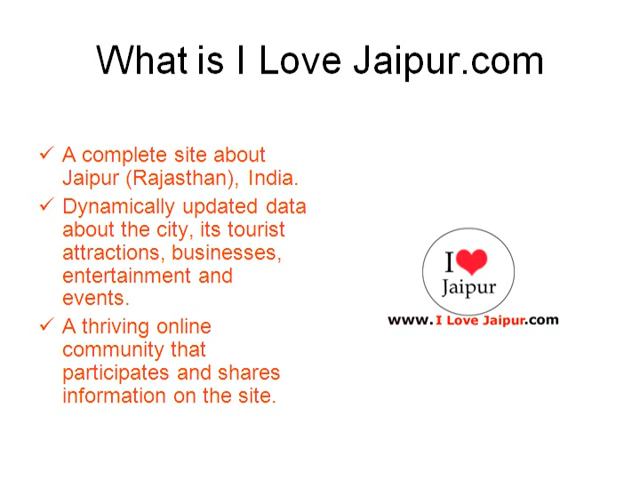 What is I Love Jaipur.com
A complete site about
Jaipur (Rajasthan), India.
Dynamically updated data
about the city, its tourist
attractions, businesses,
entertainment and
events.
A thriving online
community that
participates and shares
information on the site.
I
Jaipur
www.I Love Jaipur.com